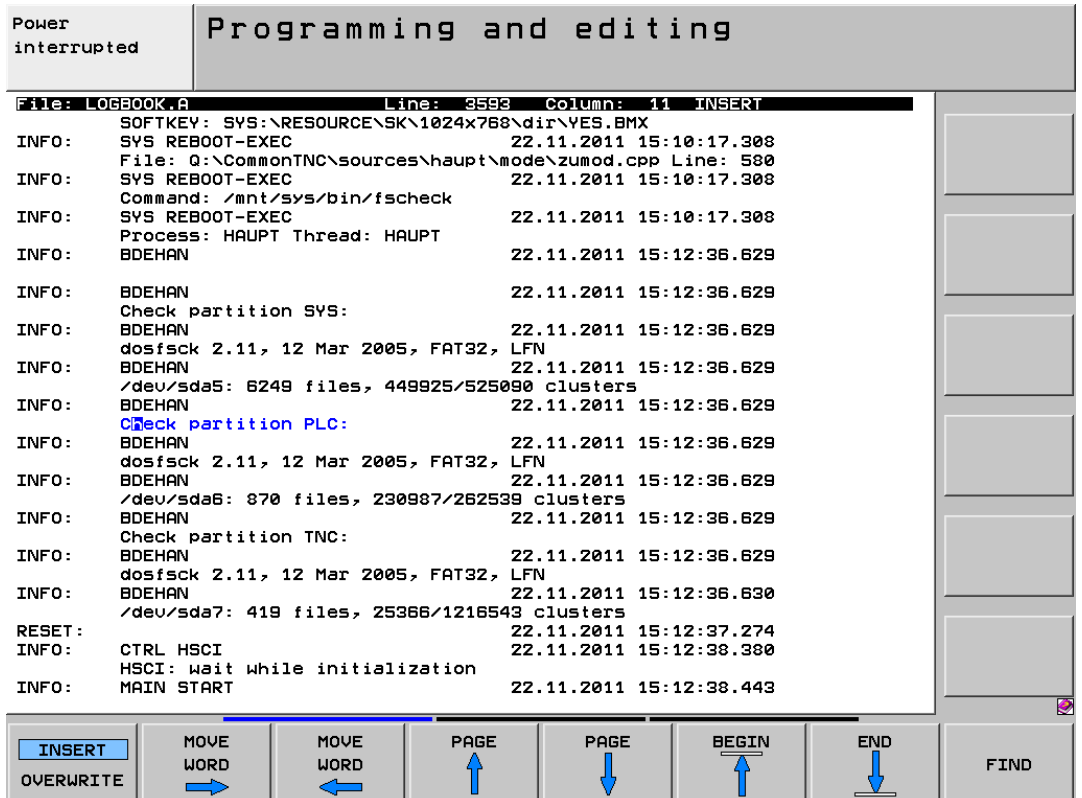 Power
interrupted
Programming and editing
File: LOGBOOK.A Line: 3593 Column: 11 INSERT
SOFTKEY: SYS:\RESOURCE\SK\1024x768\dir\YES.BMX
INFO: SYS REBOOT-EXEC 22.11.2011 15:10:17.308
File: Q:\CommonTNC\sources\haupt\mode\zumod.cpp Line: 580
INFO: SYS REBOOT-EXEC 22.11.2011 15:10:17.308
Command: /mnt/sys/bin/fscheck
INFO: SYS REBOOT-EXEC 22.11.2011 15:10:17.308
Process: HAUPT Thread: HAUPT
INFO: BDEHAN 22.11.2011 15:12:36.629
INFO: BDEHAN 22.11.2011 15:12:36.629
Check partition SYS:
INFO: BDEHAN 22.11.2011 15:12:36.629
dosfsck 2.11, 12 Mar 2005, FAT32, LFN
INFO: BDEHAN 22.11.2011 15:12:36.629
/dev/sda5: 6249 files, 449925/525090 clusters
INFO: BDEHAN 22.11.2011 15:12:36.629
Check partition PLC:
INFO: BDEHAN 22.11.2011 15:12:36.629
dosfsck 2.11, 12 Mar 2005, FAT32, LFN
INFO: BDEHAN 22.11.2011 15:12:36.629
/dev/sda6: 870 files, 230987/262539 clusters
INFO: BDEHAN 22.11.2011 15:12:36.629
Check partition TNC:
INFO: BDEHAN 22.11.2011 15:12:36.629
dosfsck 2.11, 12 Mar 2005, FAT32, LFN
INFO: BDEHAN 22.11.2011 15:12:36.630
/dev/sda7: 419 files, 25366/1216543 clusters
RESET: 22.11.2011 15:12:37.274
INFO: CTRL HSCI 22.11.2011 15:12:38.380
HSCI: wait while initialization
INFO: MAIN START 22.11.2011 15:12:38.443
INSERT
OVERWRITE
MOVE
WORD
MOVE
WORD
PAGE
PAGE
BEGIN
END
FIND